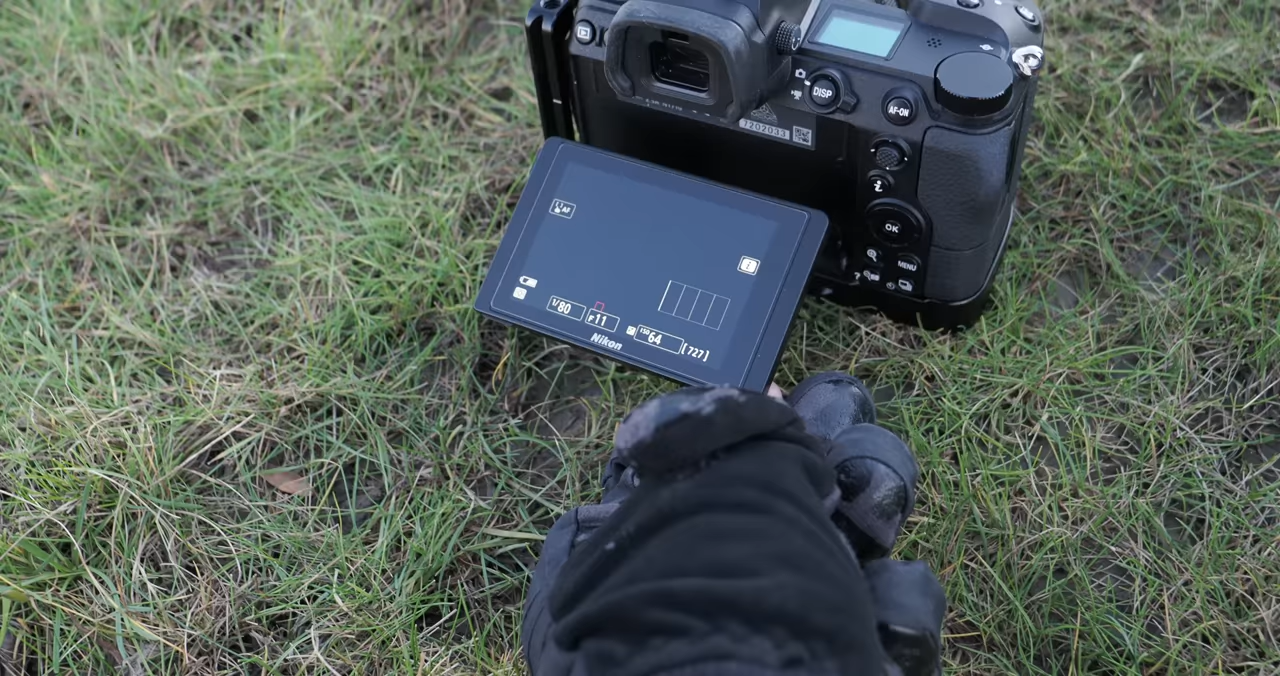 DISP
AF-ON
7202033
i
OK
MENU
?
AF
i
1/80
F11
ISO 64
[727]
Nikon